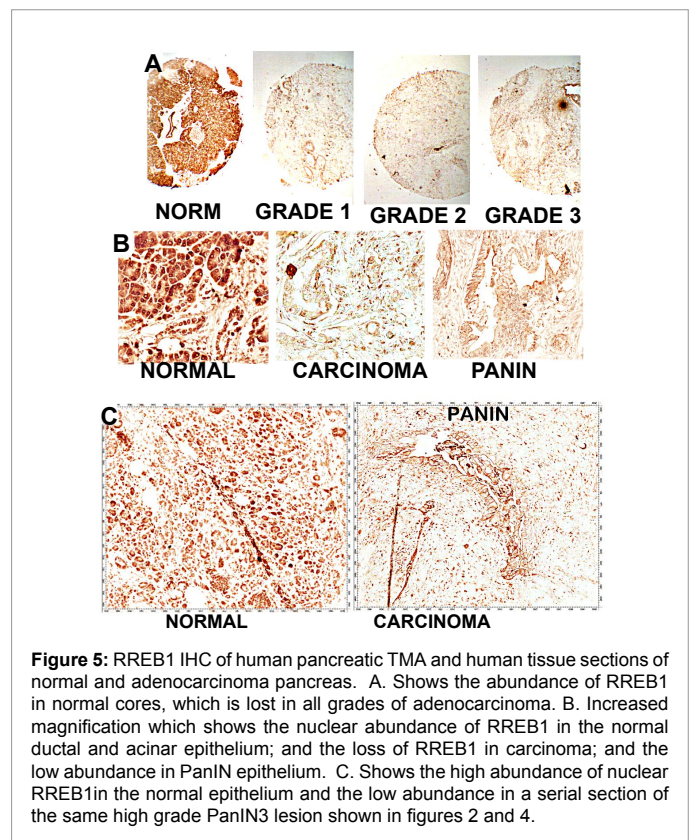 A
NORM GRADE 1 GRADE 2 GRADE 3
B
NORMAL CARCINOMA PANIN
C
PANIN
NORMAL CARCINOMA
Figure 5: RREB1 IHC of human pancreatic TMA and human tissue sections of
normal and adenocarcinoma pancreas. A. Shows the abundance of RREB1
in normal cores, which is lost in all grades of adenocarcinoma. B. Increased
magnification which shows the nuclear abundance of RREB1 in the normal
ductal and acinar epithelium; and the loss of RREB1 in carcinoma; and the
low abundance in PanIN epithelium. C. Shows the high abundance of nuclear
RREB1in the normal epithelium and the low abundance in a serial section of
the same high grade PanIN3 lesion shown in figures 2 and 4.